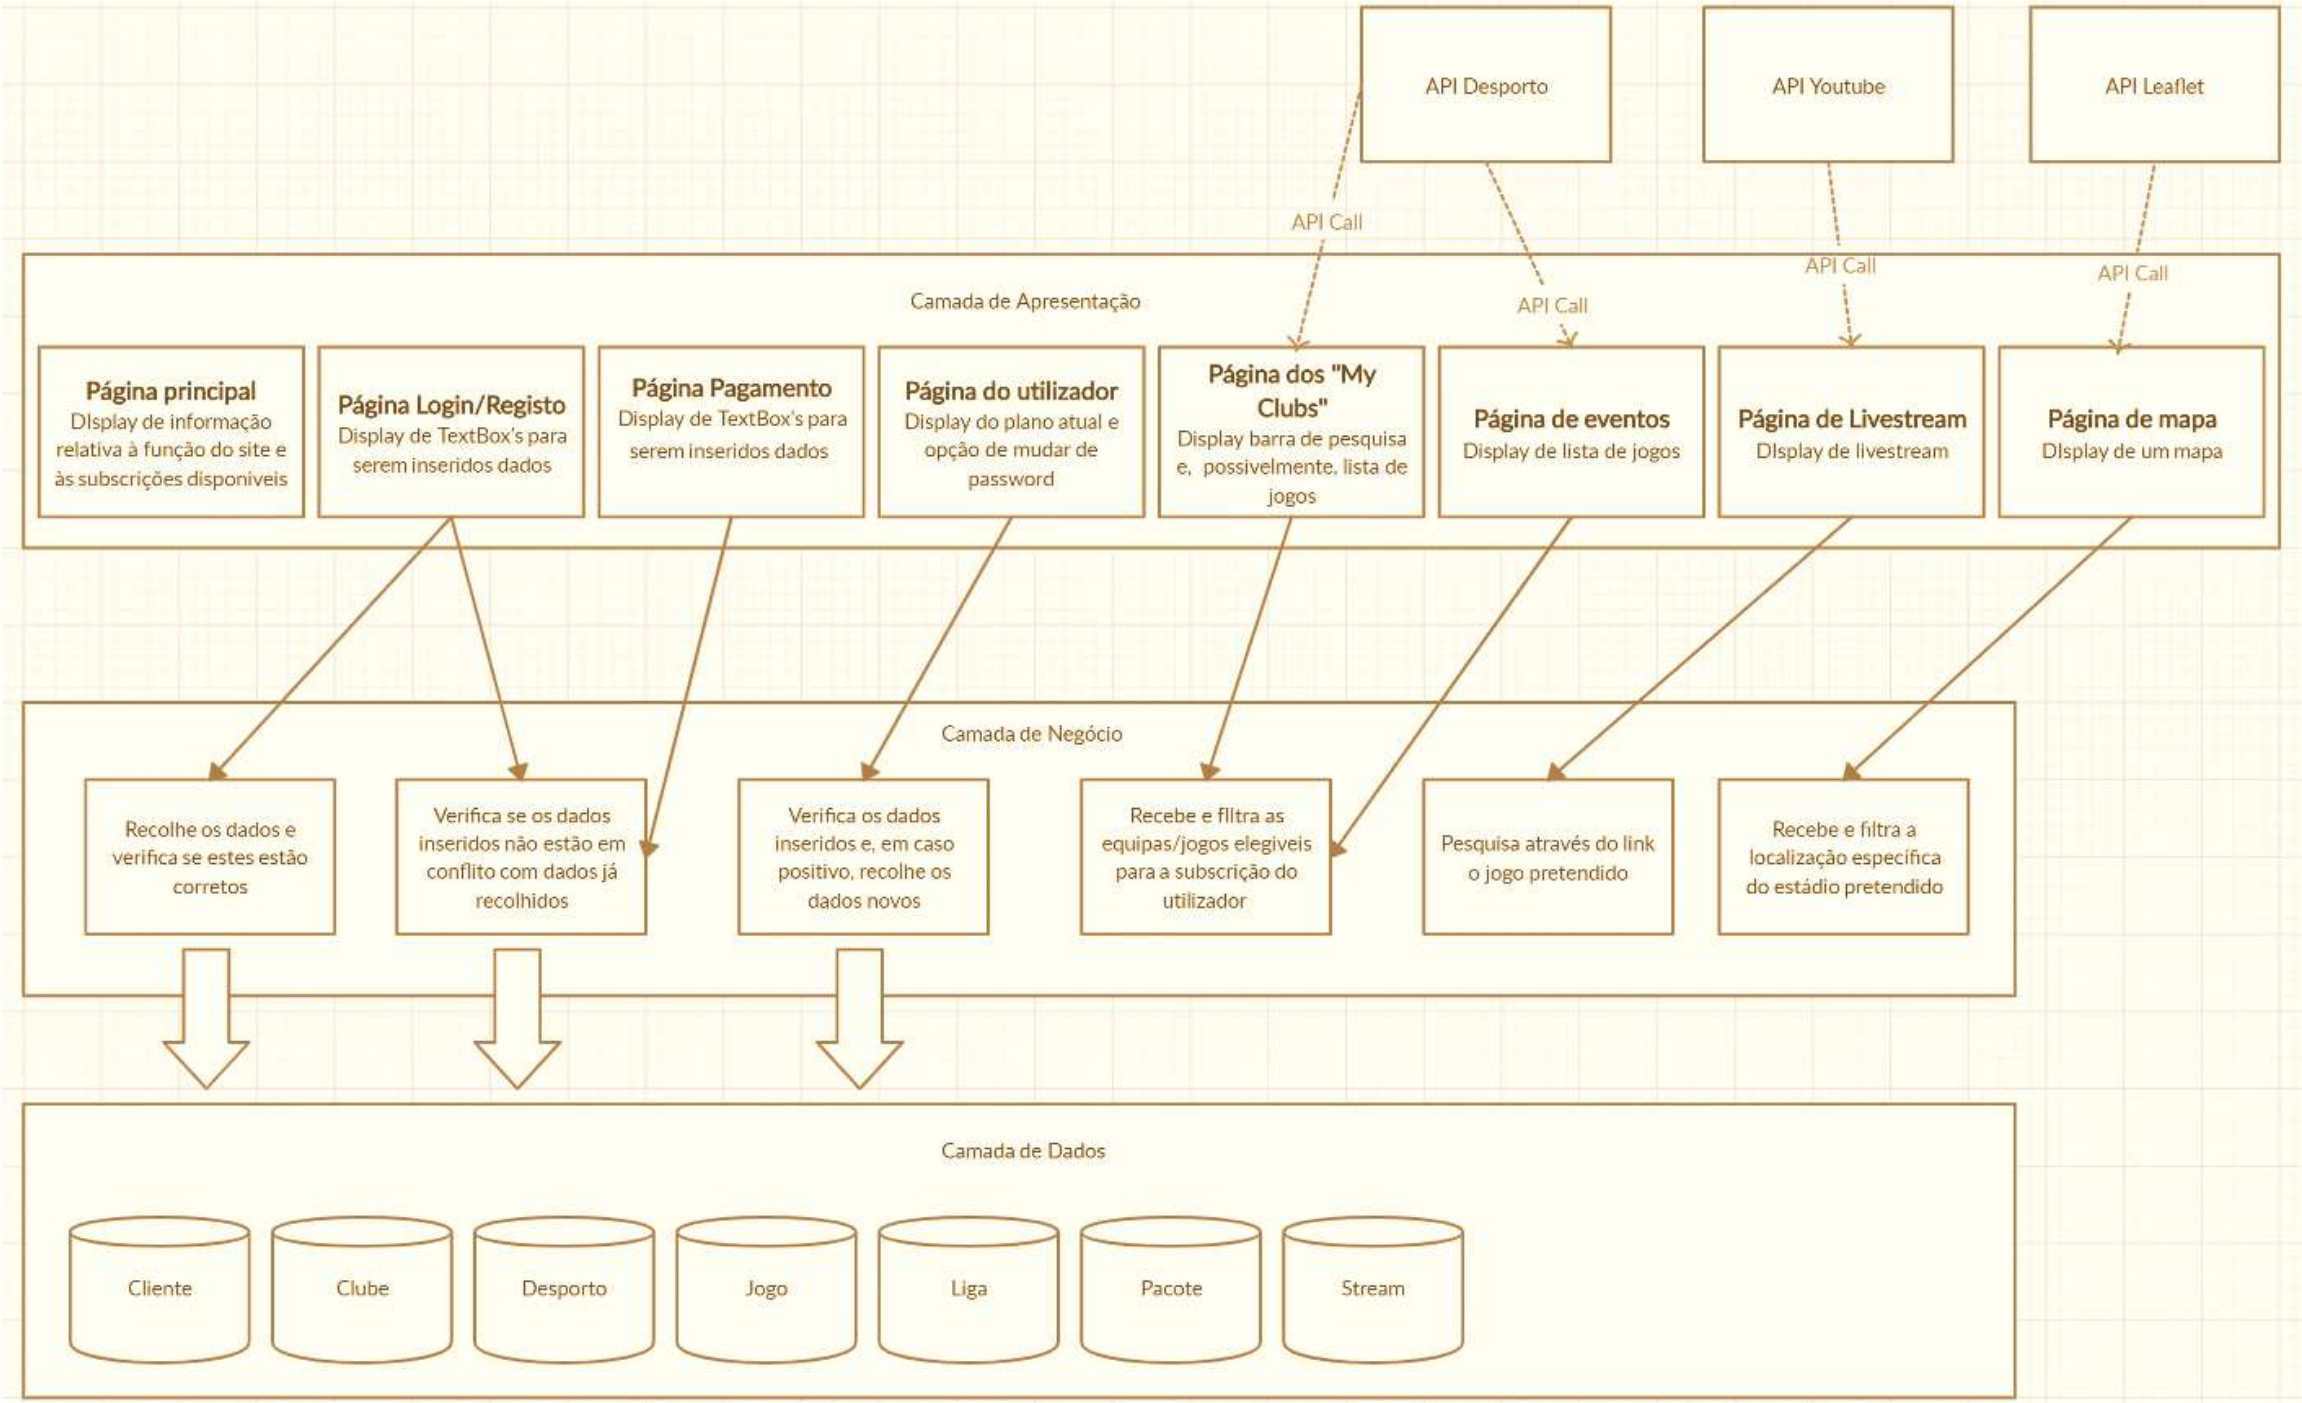 API Desporto
API Youtube
API Leaflet
API Call
API Call
API Call
API Call
Camada de Apresentação
Página principal
DIsplay de informação
relativa à função do site e
às subscrições disponiveis
Página Login/Registo
Display de TextBox's para
serem inseridos dados
Página Pagamento
Display de TextBox's para
serem inseridos dados
Página do utilizador
Display do plano atual e
opção de mudar de
password
Página dos "My
Clubs"
Display barra de pesquisa
e, possivelmente, lista de
jogos
Página de eventos
Display de lista de jogos
Página de Livestream
DIsplay de livestream
Página de mapa
DIsplay de um mapa
Camada de Negócio
Recolhe os dados e
verifica se estes estão
corretos
Verifica se os dados
inseridos não estão em
conflito com dados já
recolhidos
Verifica os dados
inseridos e, em caso
positivo, recolhe os
dados novos
Recebe e filtra as
equipas/jogos elegiveis
para a subscrição do
utilizador
Pesquisa através do link
o jogo pretendido
Recebe e filtra a
localização específica
do estádio pretendido
Camada de Dados
Cliente
Clube
Desporto
Jogo
Liga
Pacote
Stream